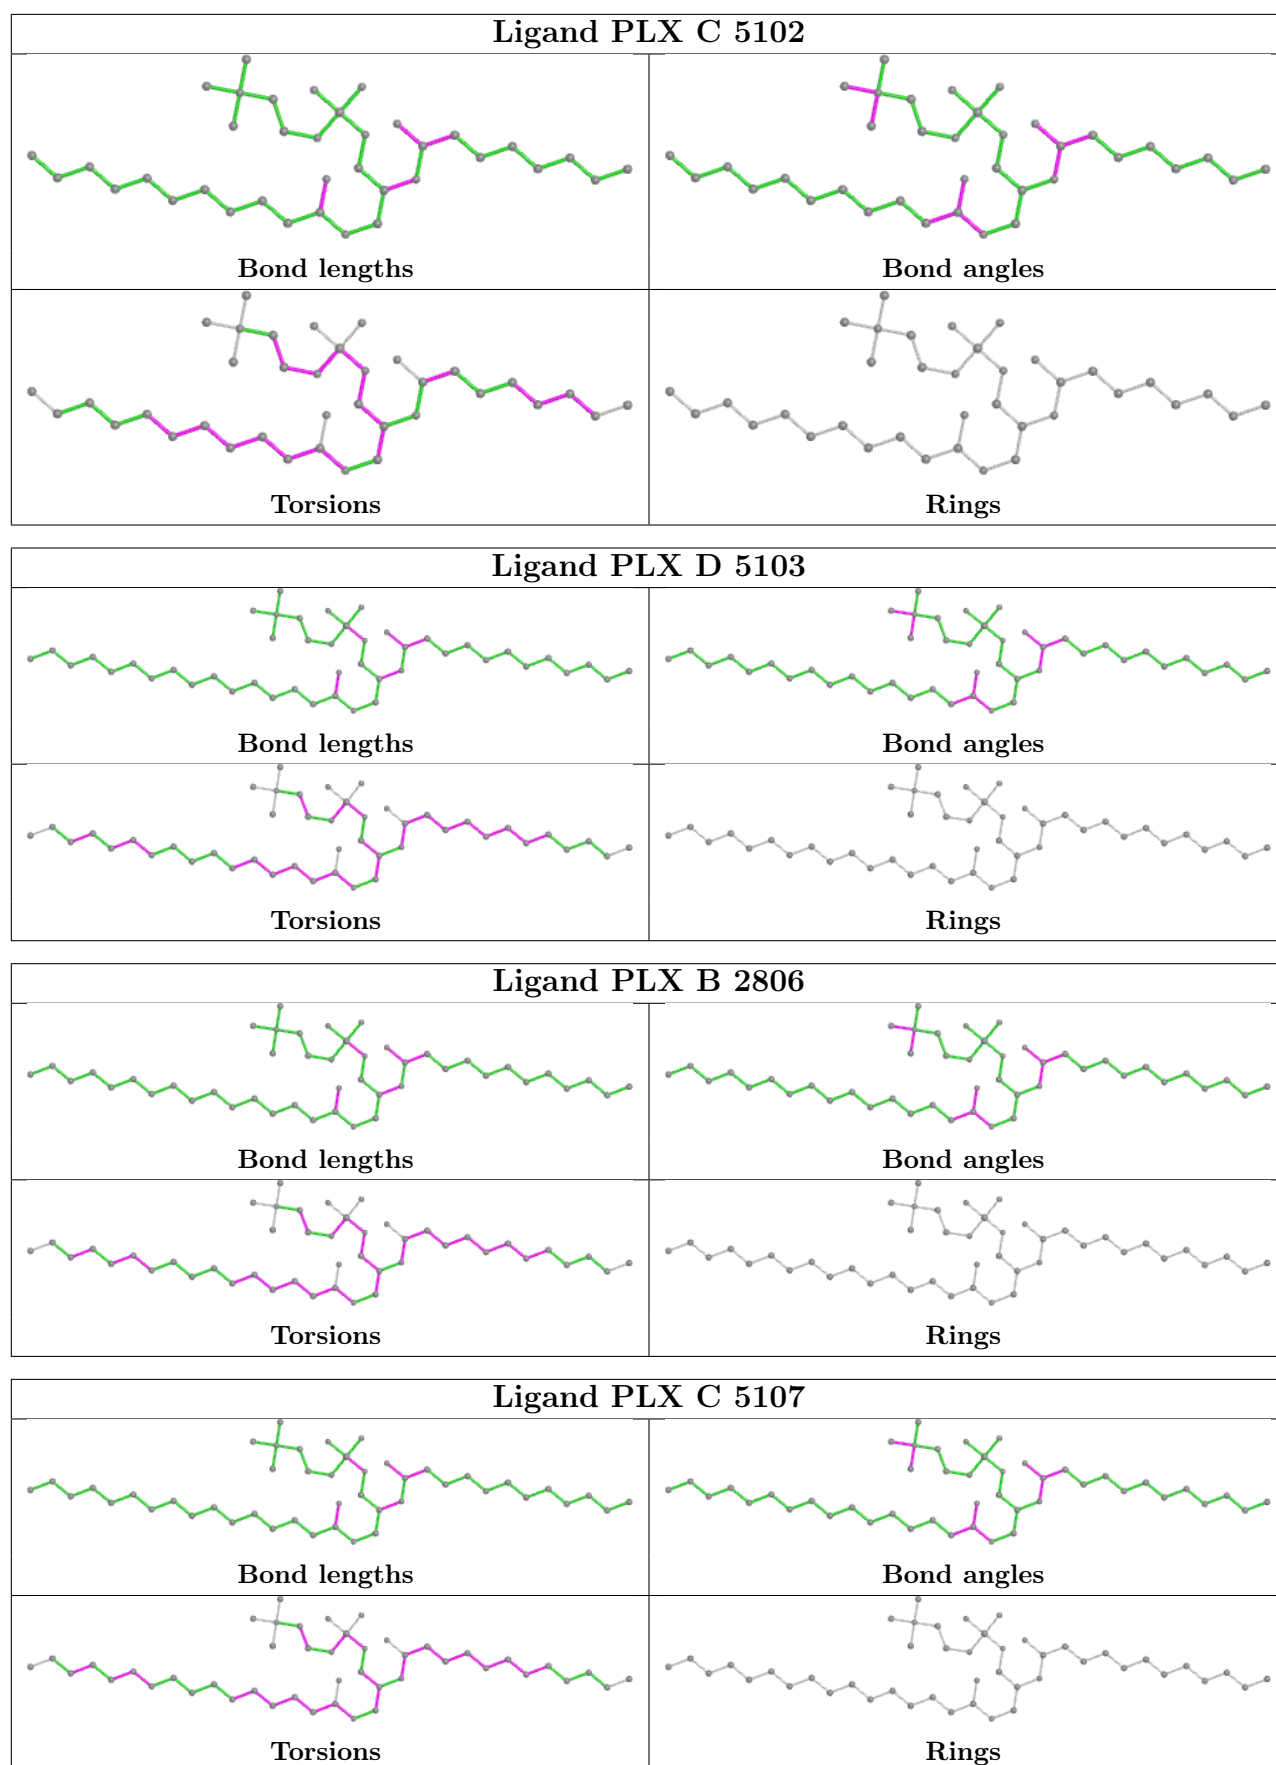 Ligand PLX C 5102
Bond lengths
Bond angles
Torsions
Rings
Ligand PLX D 5103
Bond lengths
Bond angles
Torsions
Rings
Ligand PLX B 2806
Bond lengths
Bond angles
Torsions
Rings
Ligand PLX C 5107
Bond lengths
Bond angles
Torsions
Rings